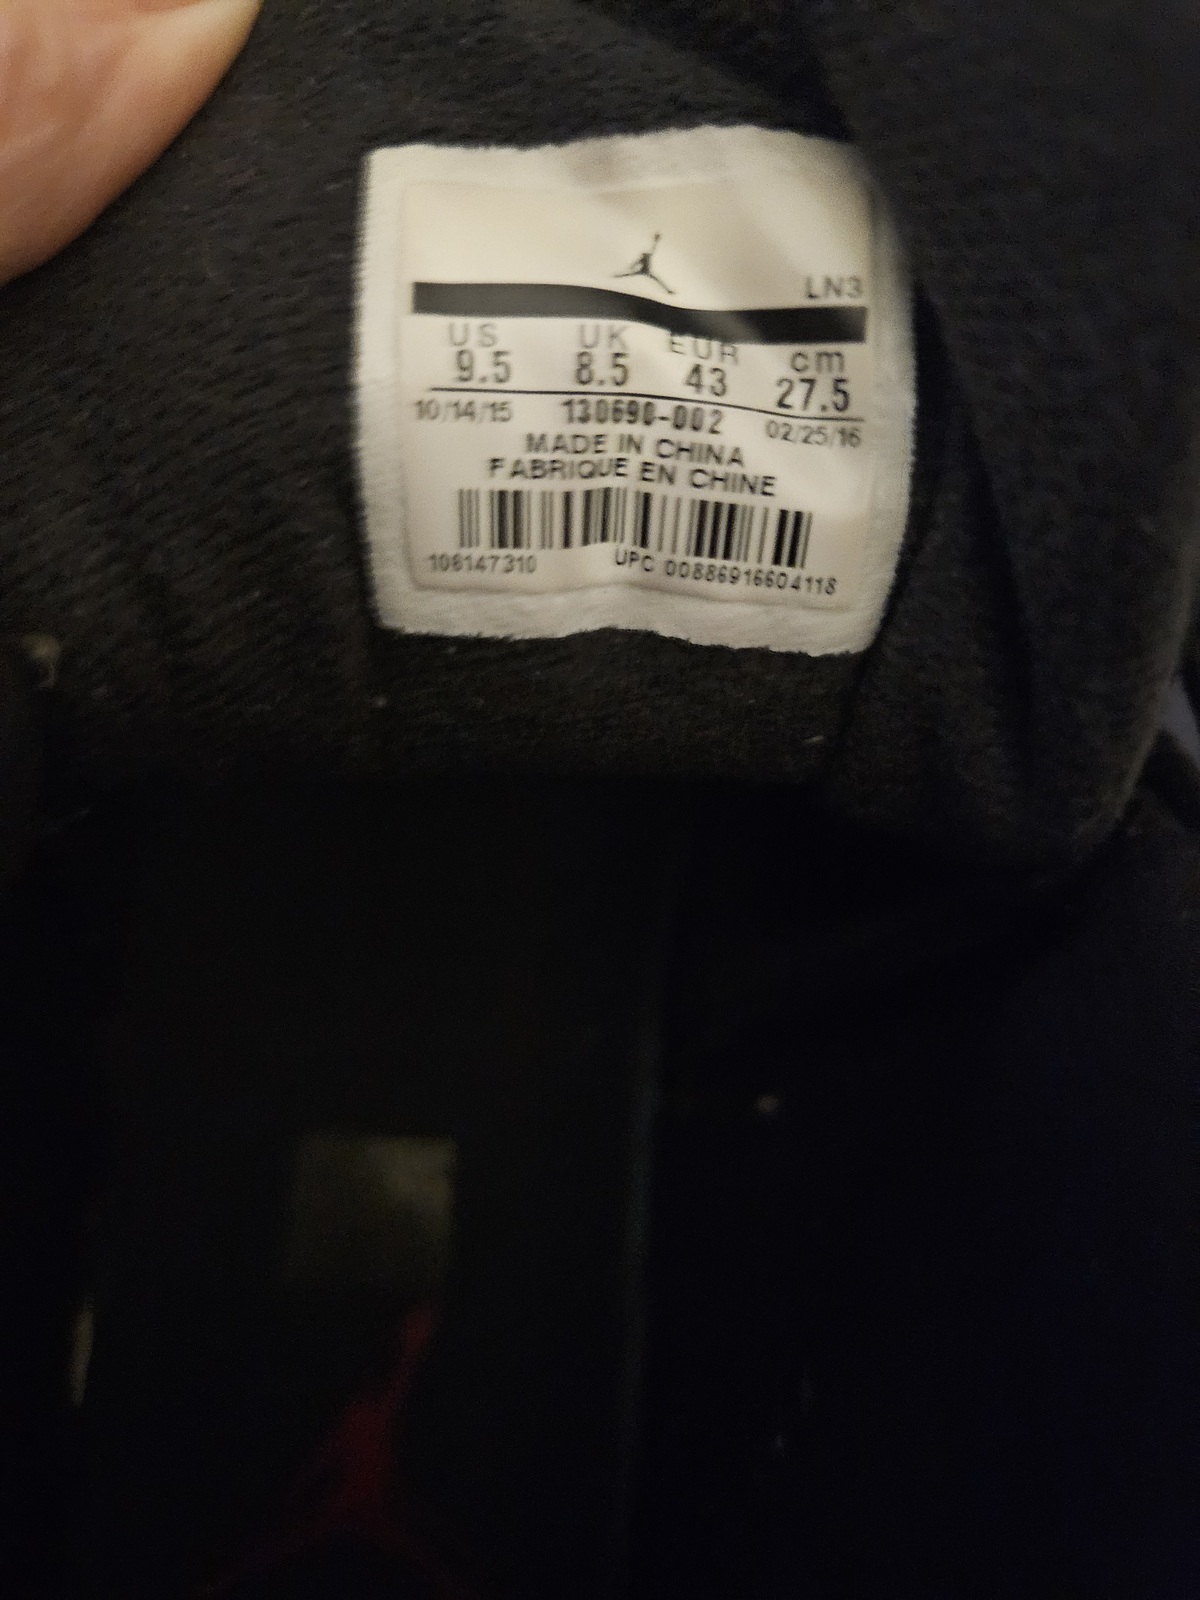 LN3
US UK EUR cm
9.5 8.5 43 27.5
10/14/15 130690-002 02/25/16
MADE IN CHINA
FABRIQUE EN CHINE
108147310 UPC 00886916604118